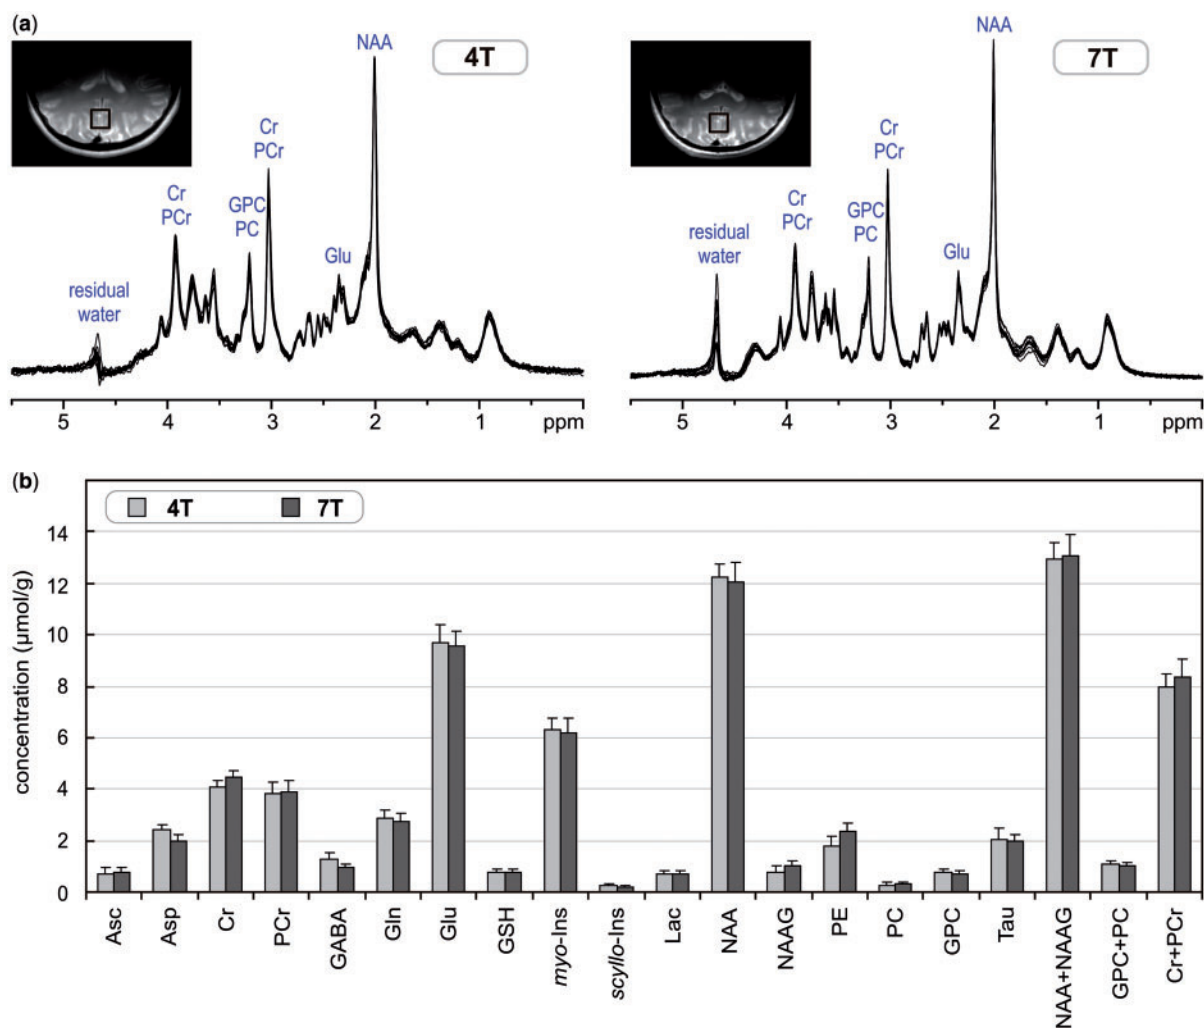 (a)
4T
NAA
Cr
PCr
Cr
PCr
GPC
PC
Glu
residual
water
5 4 3 2 1 ppm
7T
NAA
Cr
PCr
Cr
PCr
GPC
PC
Glu
residual
water
5 4 3 2 1 ppm
(b)
4T 7T
concentration (µmol/g)
14
12
10
8
6
4
2
0
Asc
Asp
Cr
PCr
GABA
Gln
Glu
GSH
myo-Ins
scyllo-Ins
Lac
NAA
NAAG
PE
PC
GPC
Tau
NAA+NAAG
GPC+PC
Cr+PCr